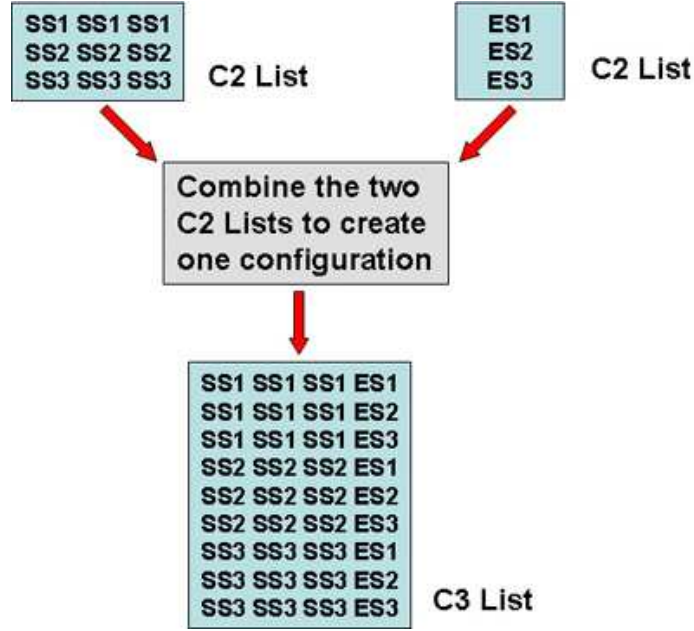 SS1 SS1 SS1
SS2 SS2 SS2
SS3 SS3 SS3
C2 List
ES1
ES2
ES3
C2 List
Combine the two
C2 Lists to create
one configuration
SS1 SS1 SS1 ES1
SS1 SS1 SS1 ES2
SS1 SS1 SS1 ES3
SS2 SS2 SS2 ES1
SS2 SS2 SS2 ES2
SS2 SS2 SS2 ES3
SS3 SS3 SS3 ES1
SS3 SS3 SS3 ES2
SS3 SS3 SS3 ES3
C3 List